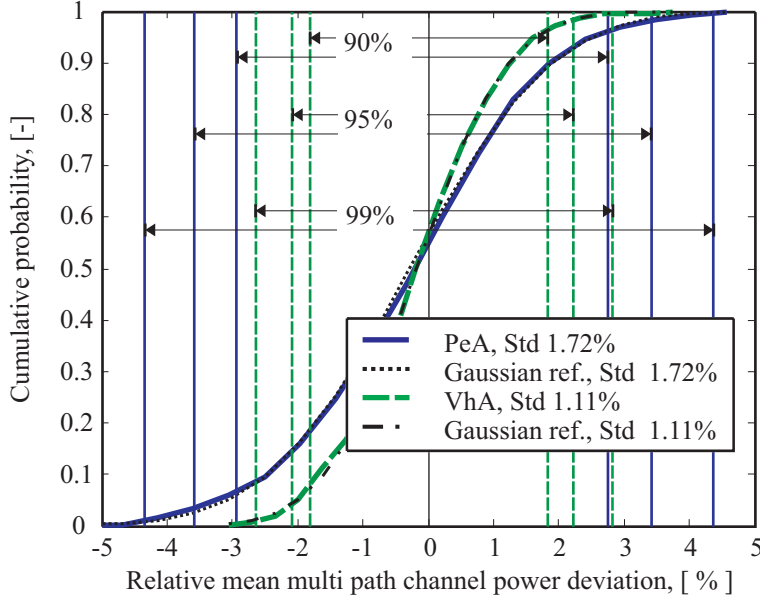 1
0.9
0.8
0.7
0.6
0.5
0.4
0.3
0.2
0.1
0
Cumulative probability, [-]
90%
95%
99%
PeA, Std 1.72%
Gaussian ref., Std 1.72%
VhA, Std 1.11%
Gaussian ref., Std 1.11%
-5 -4 -3 -2 -1 0 1 2 3 4 5
Relative mean multi path channel power deviation, [ % ]